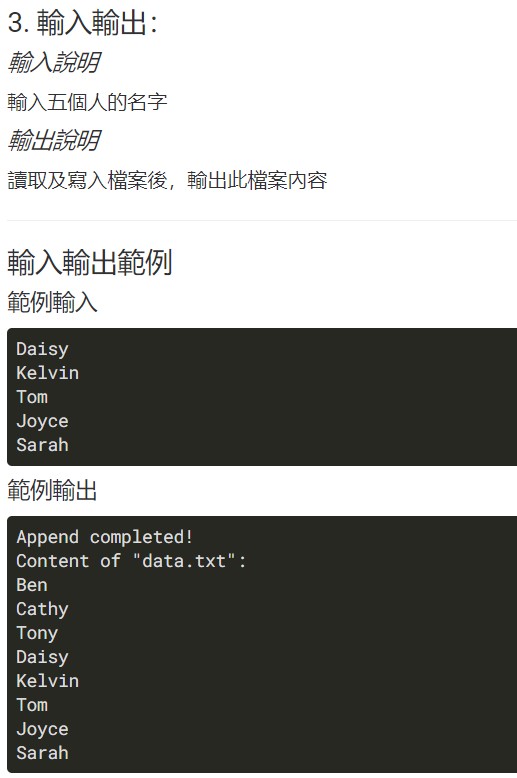 3. 輸入輸出：
輸入說明
輸入五個人的名字
輸出說明
讀取及寫入檔案後，輸出此檔案內容
輸入輸出範例
範例輸入
Daisy
Kelvin
Tom
Joyce
Sarah
範例輸出
Append completed!
Content of "data.txt":
Ben
Cathy
Tony
Daisy
Kelvin
Tom
Joyce
Sarah